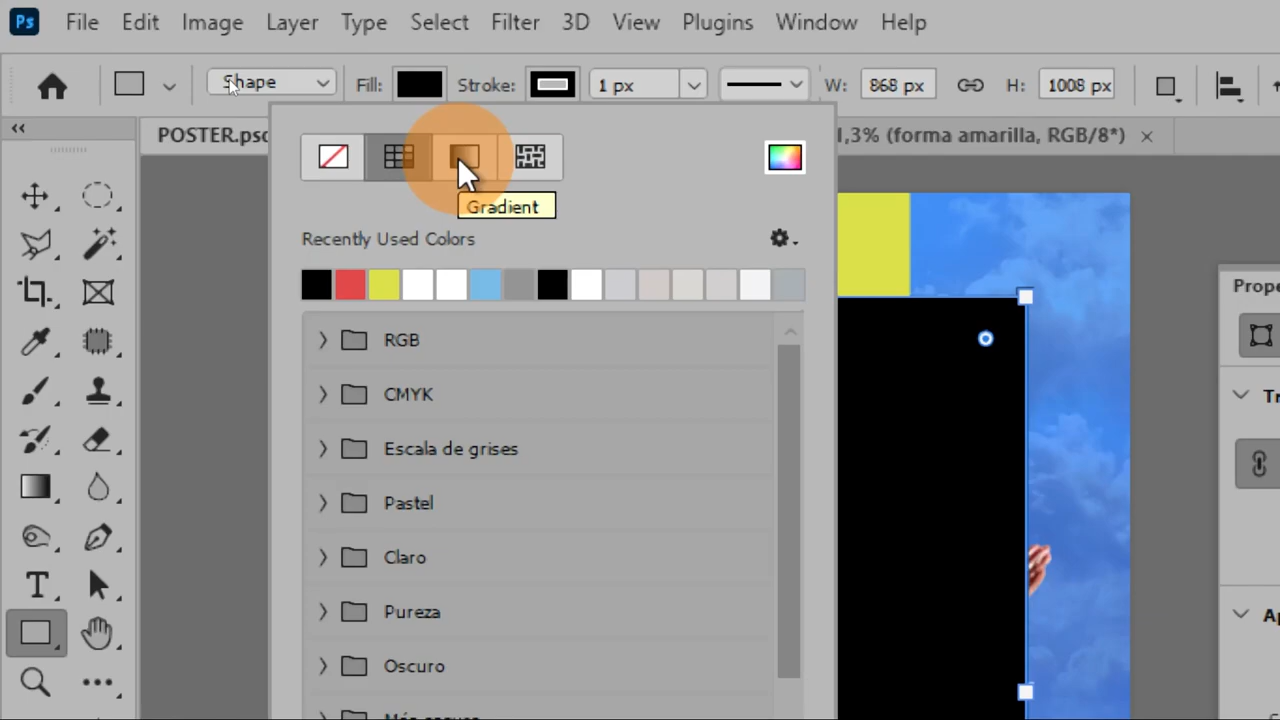 Ps File Edit Image Layer Type Select Filter 3D View Plugins Window Help
Shape Fill: Stroke: 1 px W: 868 px H: 1008 px
POSTER.psd
1,3% (forma amarilla, RGB/8*) ×
Gradient
Recently Used Colors
RGB
CMYK
Escala de grises
Pastel
Claro
Pureza
Oscuro
Prope
Tr
Ap
T